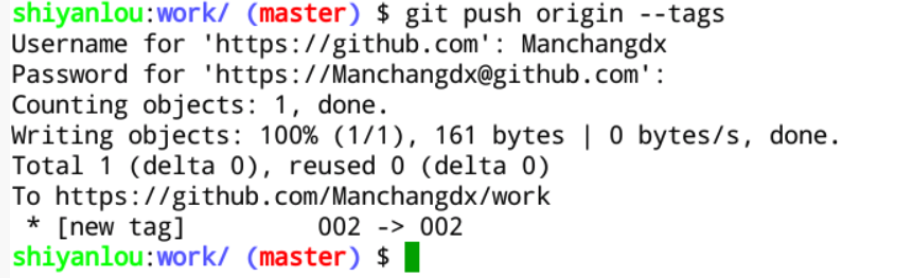 shiyanlou:work/ (master) $ git push origin --tags
Username for 'https://github.com': Manchangdx
Password for 'https://Manchangdx@github.com':
Counting objects: 1, done.
Writing objects: 100% (1/1), 161 bytes | 0 bytes/s, done.
Total 1 (delta 0), reused 0 (delta 0)
To https://github.com/Manchangdx/work
 * [new tag]         002 -> 002
shiyanlou:work/ (master) $